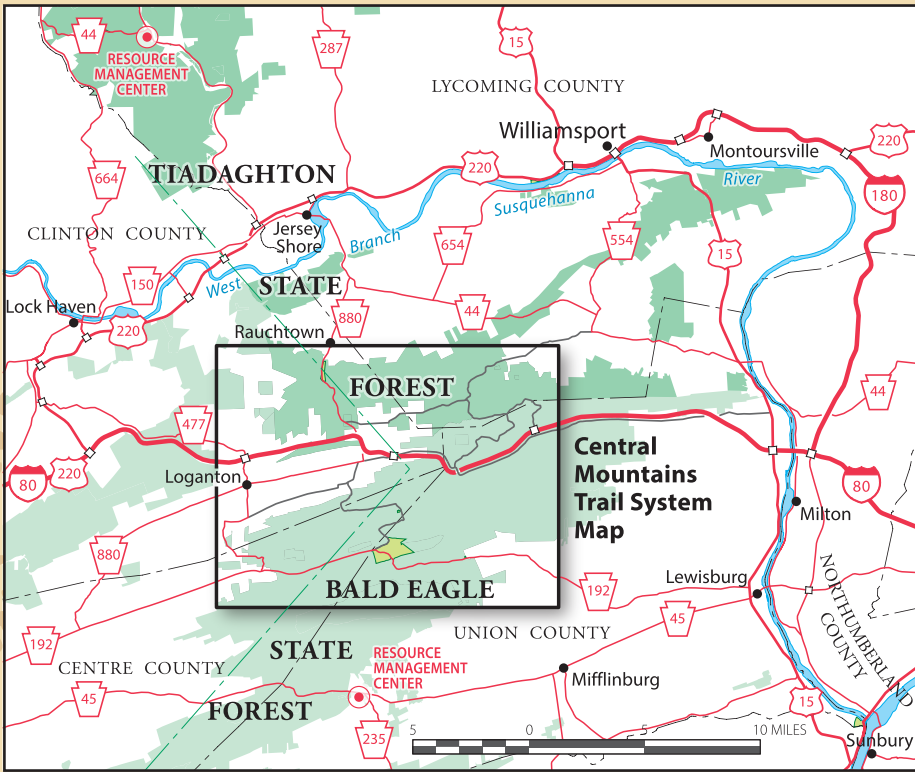 44
RESOURCE
MANAGEMENT
CENTER
287
15
LYCOMING COUNTY
Williamsport
Montoursville
220
664
TIADAGHTON
220
River
180
Susquehanna
CLINTON COUNTY
Jersey
Shore
Branch
654
554
15
150
West
STATE
Lock Haven
220
Rauchtown
880
44
FOREST
44
477
Central
Mountains
Trail System
Map
220
80
Loganton
80
Milton
880
BALD EAGLE
192
Lewisburg
45
NORTHUMBERLAND
COUNTY
192
UNION COUNTY
STATE
CENTRE COUNTY
RESOURCE
MANAGEMENT
CENTER
Mifflinburg
45
FOREST
15
235
5 0 5 10 MILES
Sunbury